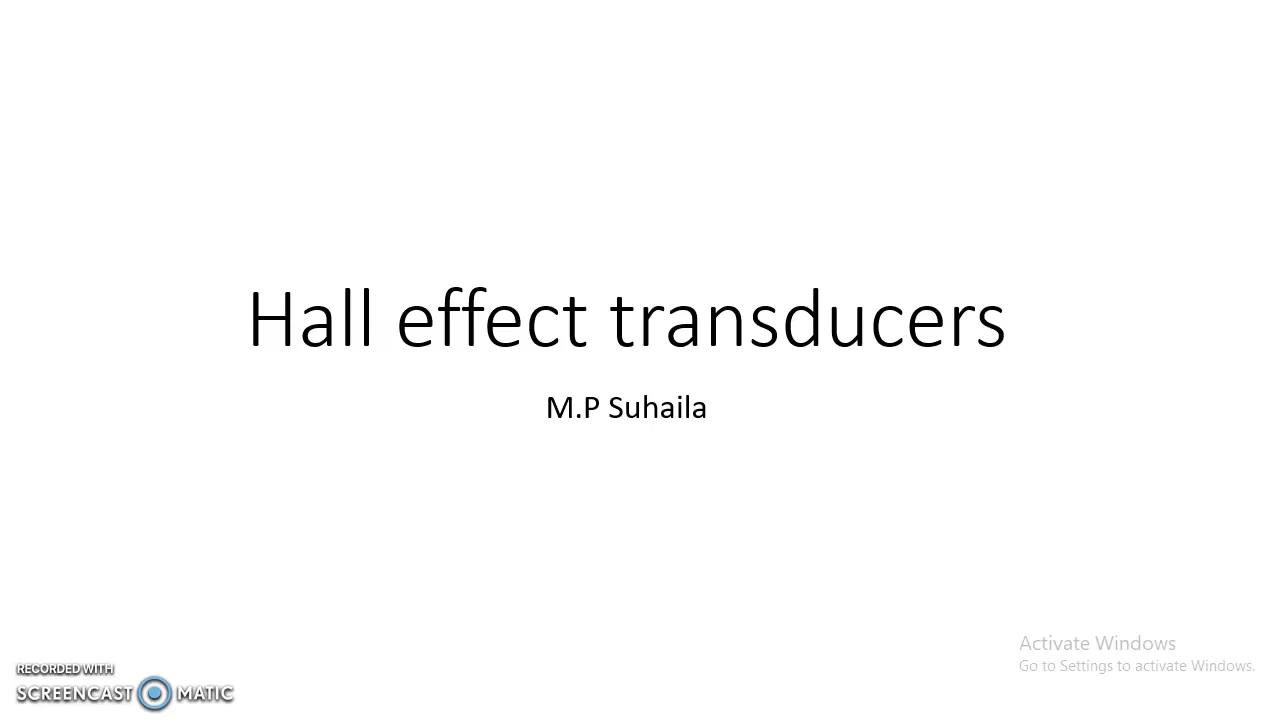 Hall effect transducers
M.P Suhaila
Activate Windows
Go to Settings to activate Windows.
RECORDED WITH
SCREENCAST MATIC